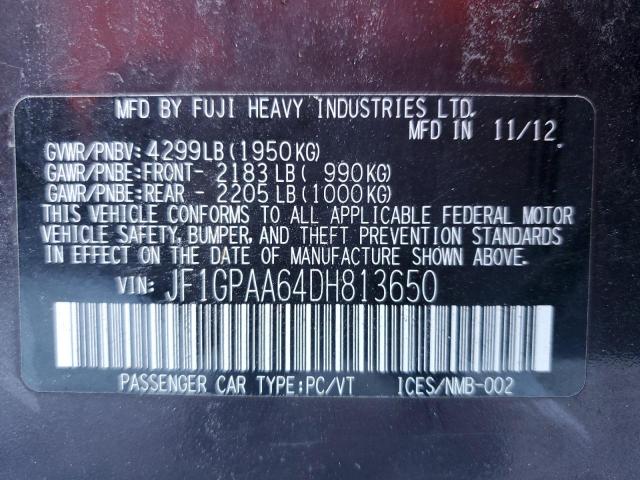 MFD BY FUJI HEAVY INDUSTRIES LTD.
MFD IN 11/12
GVWR/PNBV: 4299LB (1950KG)
GAWR/PNBE: FRONT- 2183 LB ( 990KG)
GAWR/PNBE: REAR - 2205 LB (1000KG)
THIS VEHICLE CONFORMS TO ALL APPLICABLE FEDERAL MOTOR
VEHICLE SAFETY, BUMPER, AND THEFT PREVENTION STANDARDS
IN EFFECT ON THE DATE OF MANUFACTURE SHOWN ABOVE.
VIN: JF1GPAA64DH813650
PASSENGER CAR TYPE: PC/VT ICES/NMB-002